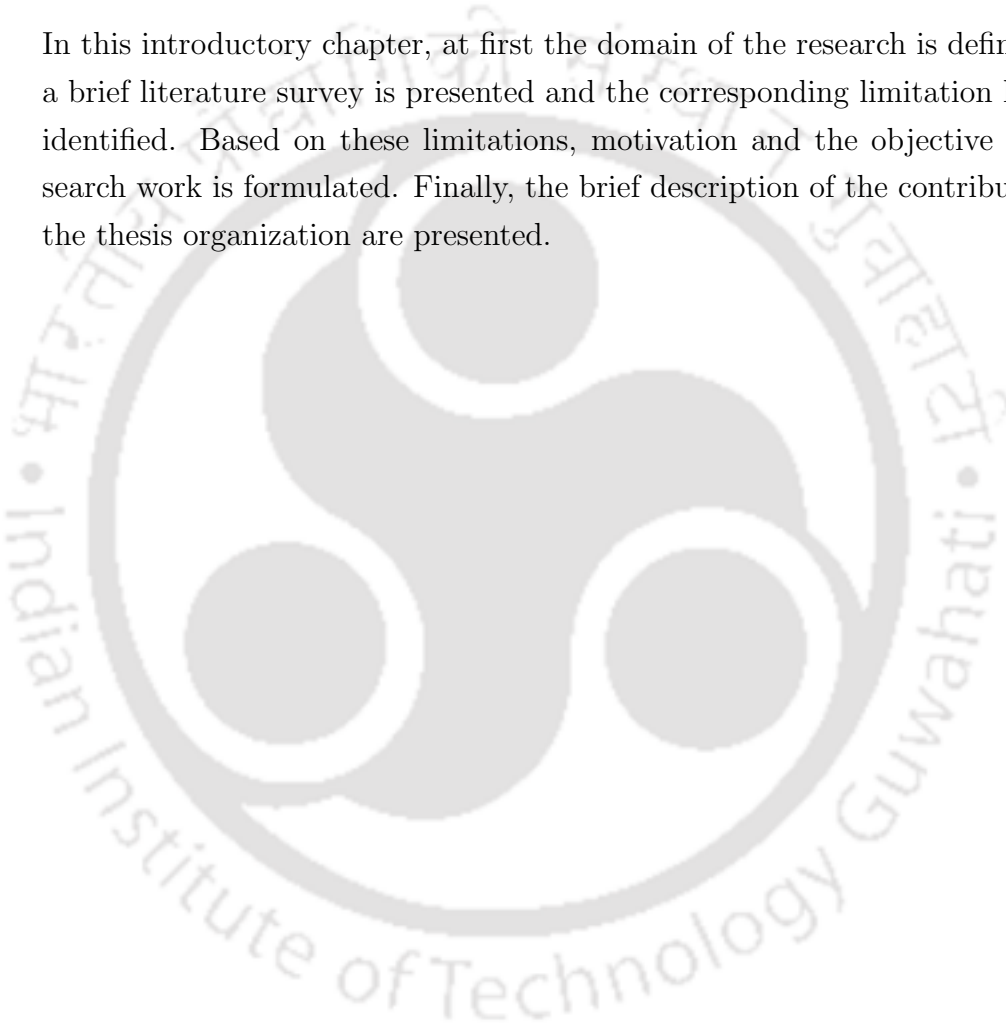 In this introductory chapter, at first the domain of the research is defin
a brief literature survey is presented and the corresponding limitation
identified. Based on these limitations, motivation and the objective
search work is formulated. Finally, the brief description of the contribu
the thesis organization are presented.
भारतीय प्रौद्योगिकी संस्थान गुवाहाटी
• Indian Institute of Technology Guwahati •